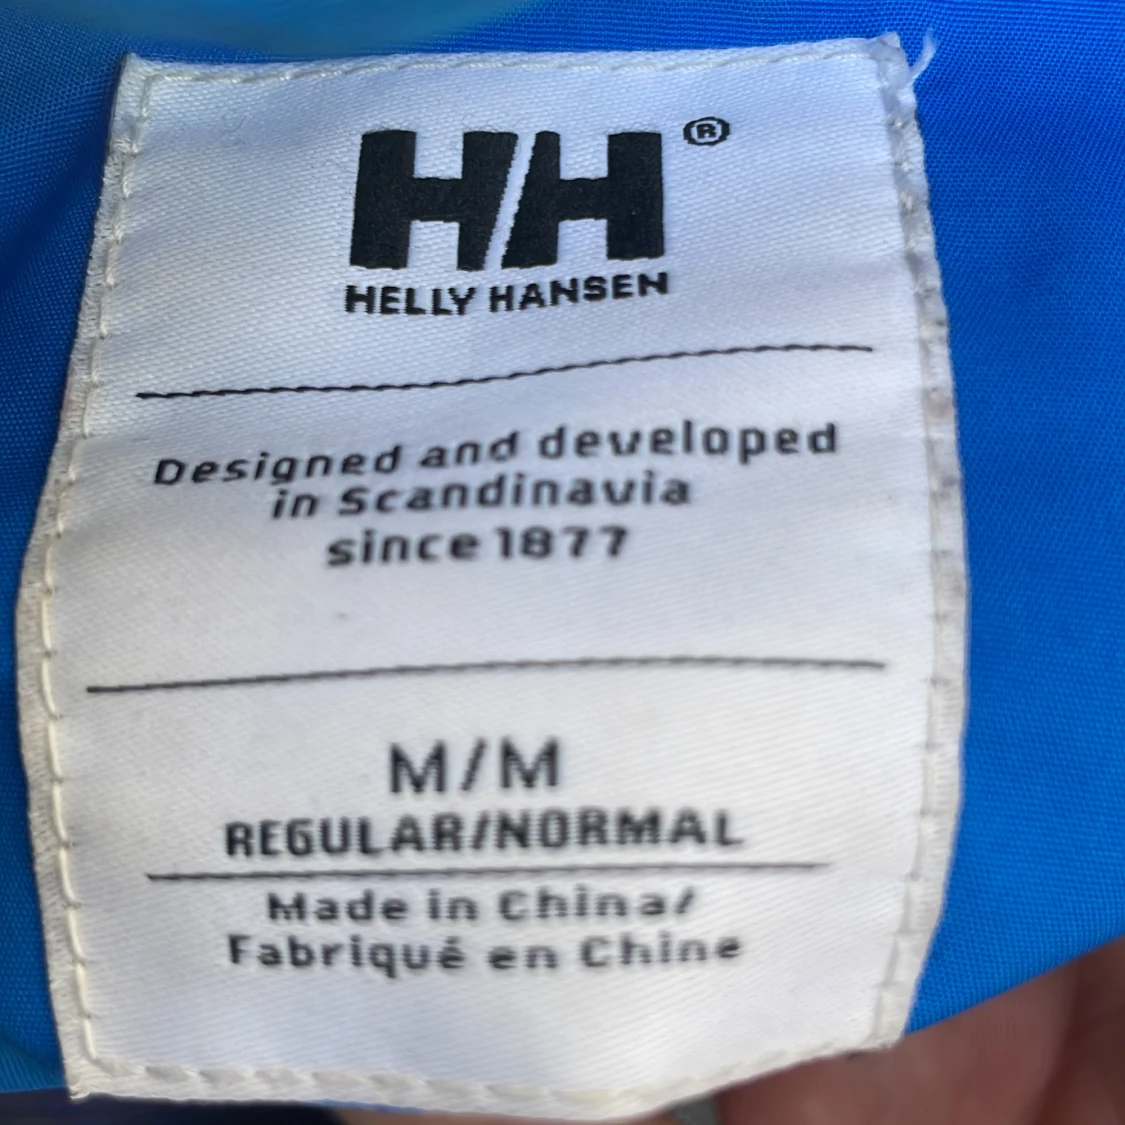 HH®
HELLY HANSEN
Designed and developed
in Scandinavia
since 1877
M/M
REGULAR/NORMAL
Made in China/
Fabriqué en Chine